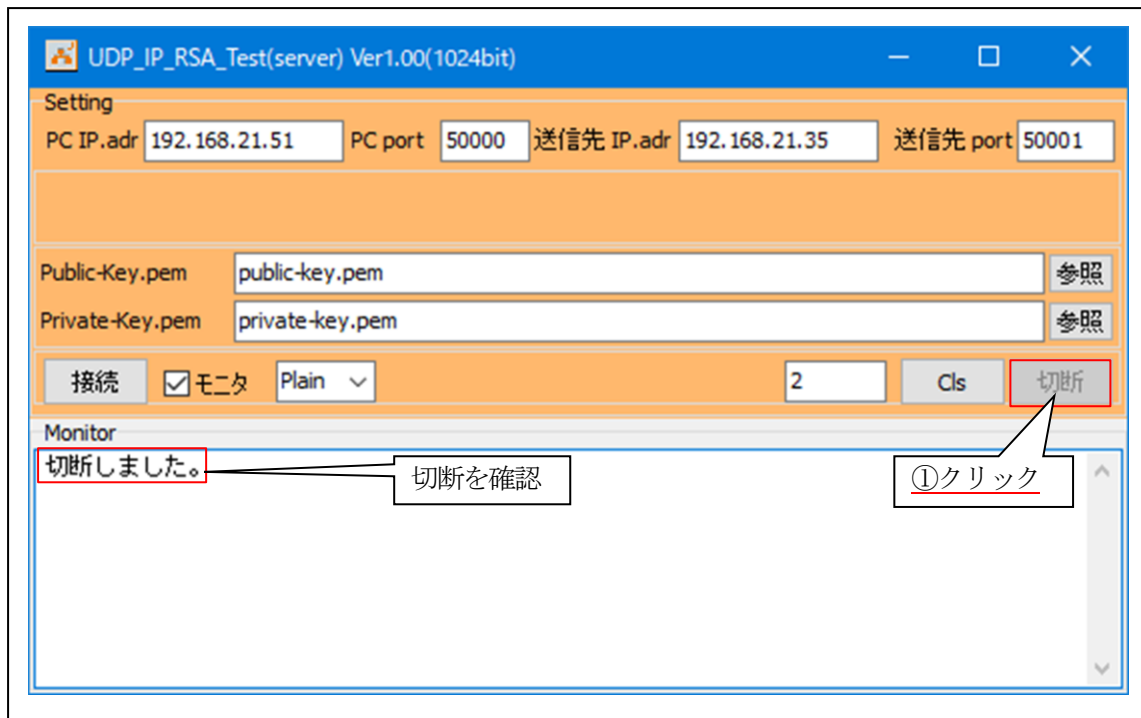 UDP_IP_RSA_Test(server) Ver1.00(1024bit)
Setting
PC IP.adr 192.168.21.51 PC port 50000 送信先 IP.adr 192.168.21.35 送信先 port 50001
Public-Key.pem public-key.pem 参照
Private-Key.pem private-key.pem 参照
接続 モニタ Plain 2 Cls 切断
Monitor
切断しました。
切断を確認
①クリック